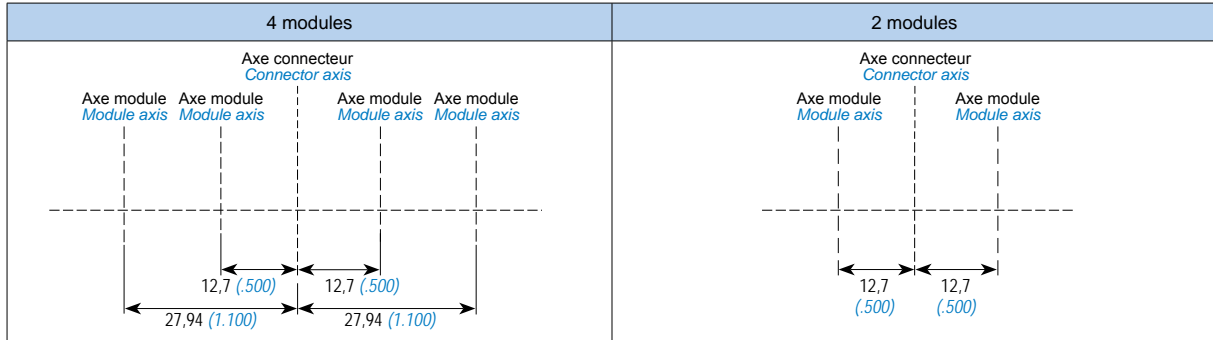 4 modules
2 modules
Axe connecteur
Connector axis
Axe module
Module axis
Axe module
Module axis
Axe module
Module axis
Axe module
Module axis
12,7 (.500)
12,7 (.500)
27,94 (1.100)
27,94 (1.100)
Axe connecteur
Connector axis
Axe module
Module axis
Axe module
Module axis
12,7
(.500)
12,7
(.500)